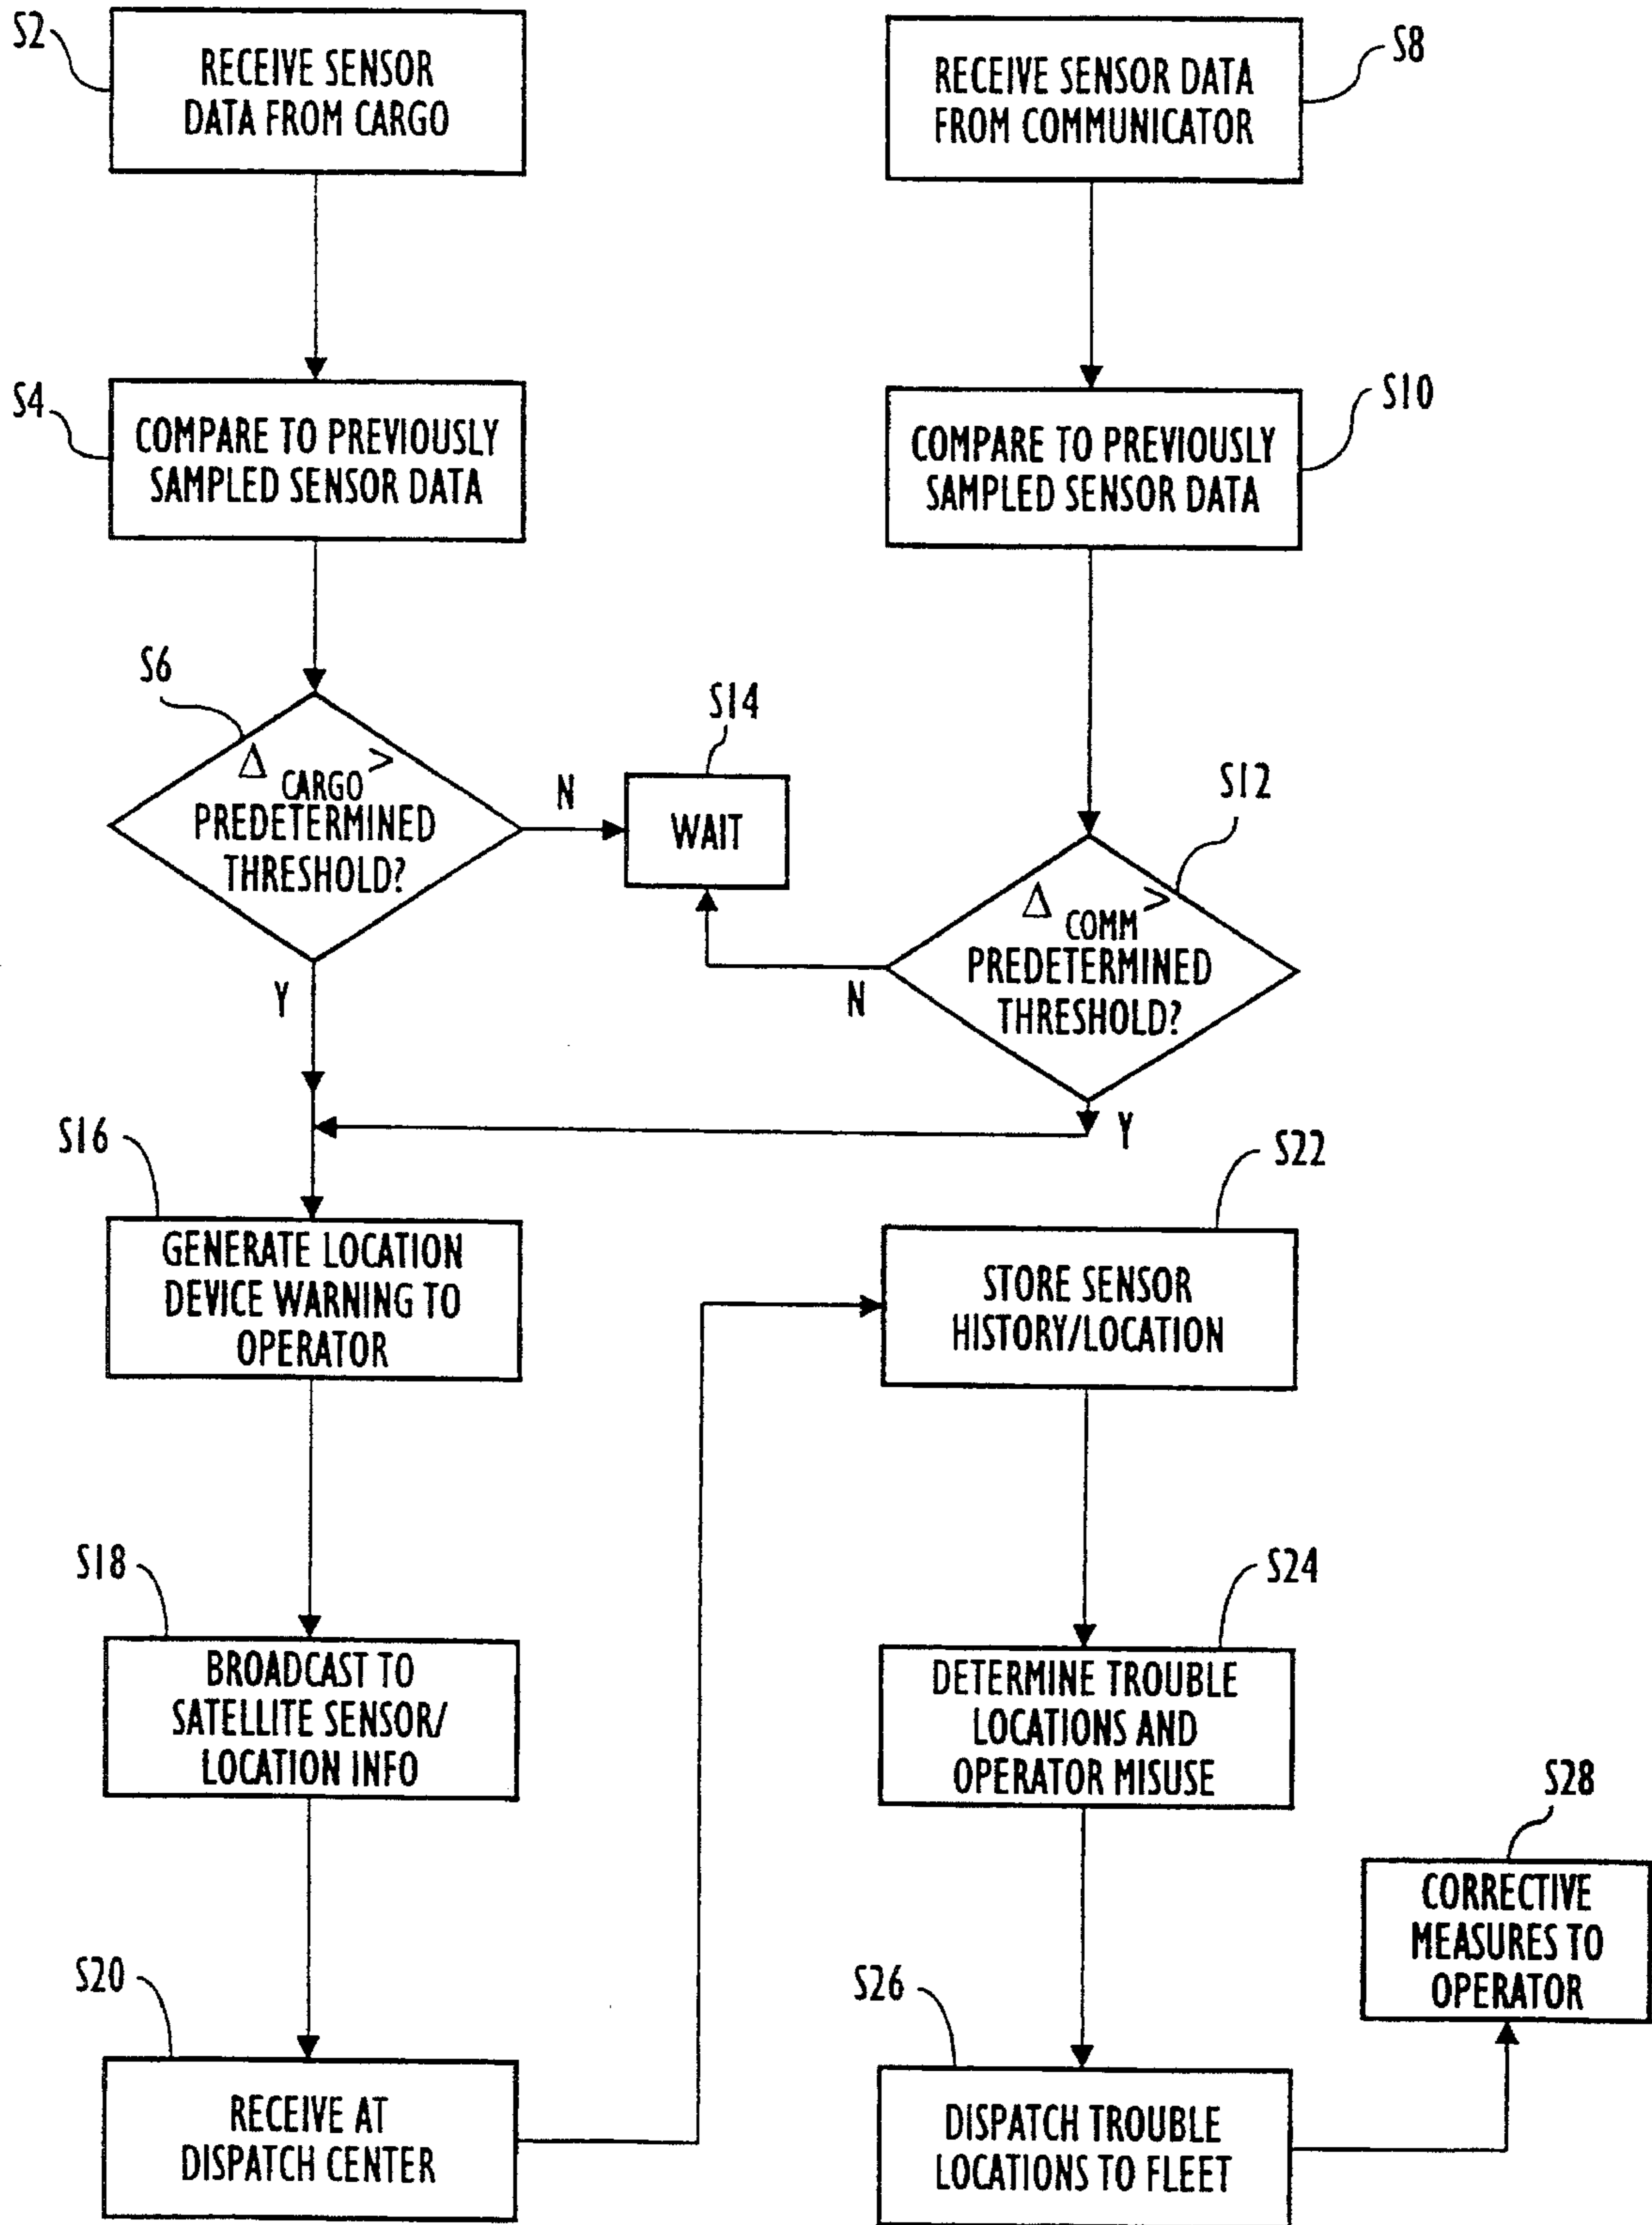 S2
RECEIVE SENSOR
DATA FROM CARGO
S8
RECEIVE SENSOR DATA
FROM COMMUNICATOR
S4
COMPARE TO PREVIOUSLY
SAMPLED SENSOR DATA
S10
COMPARE TO PREVIOUSLY
SAMPLED SENSOR DATA
S6
Δ CARGO >
PREDETERMINED
THRESHOLD?
N
Y
S14
WAIT
S12
Δ COMM >
PREDETERMINED
THRESHOLD?
N
Y
S16
GENERATE LOCATION
DEVICE WARNING TO
OPERATOR
S22
STORE SENSOR
HISTORY/LOCATION
S18
BROADCAST TO
SATELLITE SENSOR/
LOCATION INFO
S24
DETERMINE TROUBLE
LOCATIONS AND
OPERATOR MISUSE
S28
CORRECTIVE
MEASURES TO
OPERATOR
S20
RECEIVE AT
DISPATCH CENTER
S26
DISPATCH TROUBLE
LOCATIONS TO FLEET